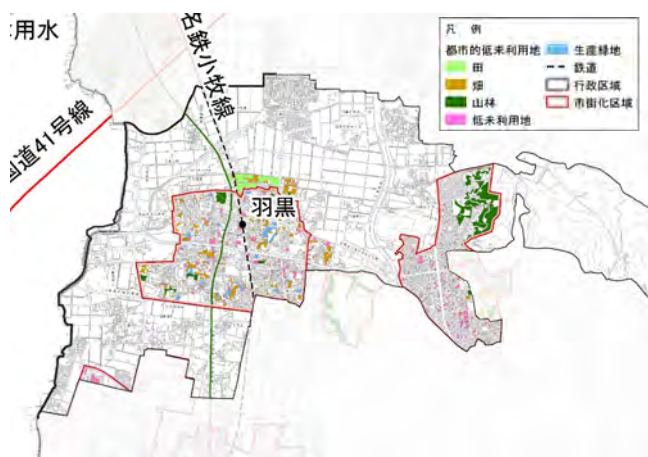 :用水
名鉄小牧線
国道41号線
羽黒
凡 例
都市的低未利用地
田
畑
山林
低未利用地
生産緑地
鉄道
行政区域
市街化区域